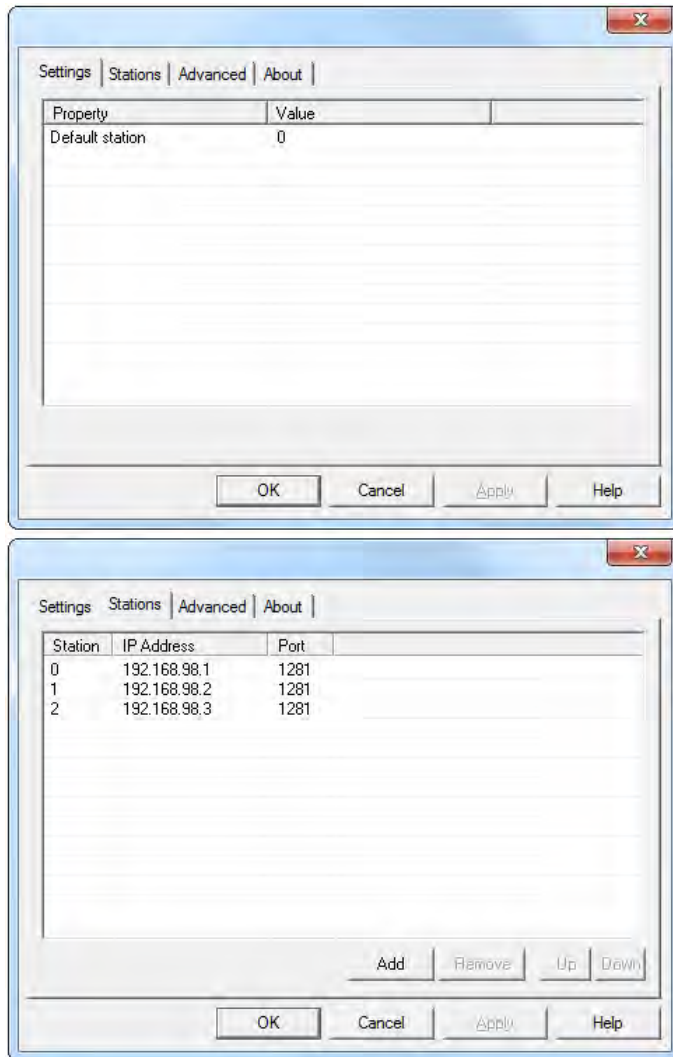 Settings Stations Advanced About
Property Value
Default station 0
OK Cancel Apply Help
Settings Stations Advanced About
Station IP Address Port
0 192.168.98.1 1281
1 192.168.98.2 1281
2 192.168.98.3 1281
Add Remove Up Down
OK Cancel Apply Help